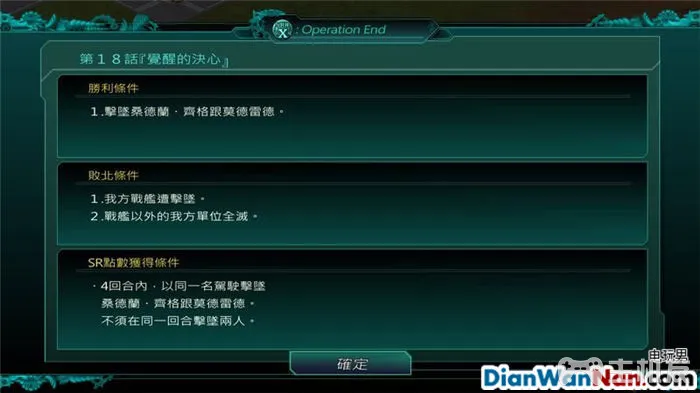 : Operation End
第１８話『覺醒的決心』
勝利條件
１.擊墜桑德蘭．齊格跟莫德雷德。
敗北條件
１.我方戰艦遭擊墜。
２.戰艦以外的我方單位全滅。
SR點數獲得條件
．4回合內，以同一名駕駛擊墜
桑德蘭．齊格跟莫德雷德。
不須在同一回合擊墜兩人。
確定
电玩男
DianWanNan.com